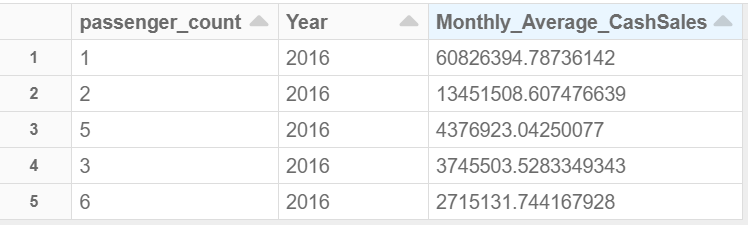 passenger_count Year Monthly_Average_CashSales
1 1 2016 60826394.78736142
2 2 2016 13451508.607476639
3 5 2016 4376923.04250077
4 3 2016 3745503.5283349343
5 6 2016 2715131.744167928